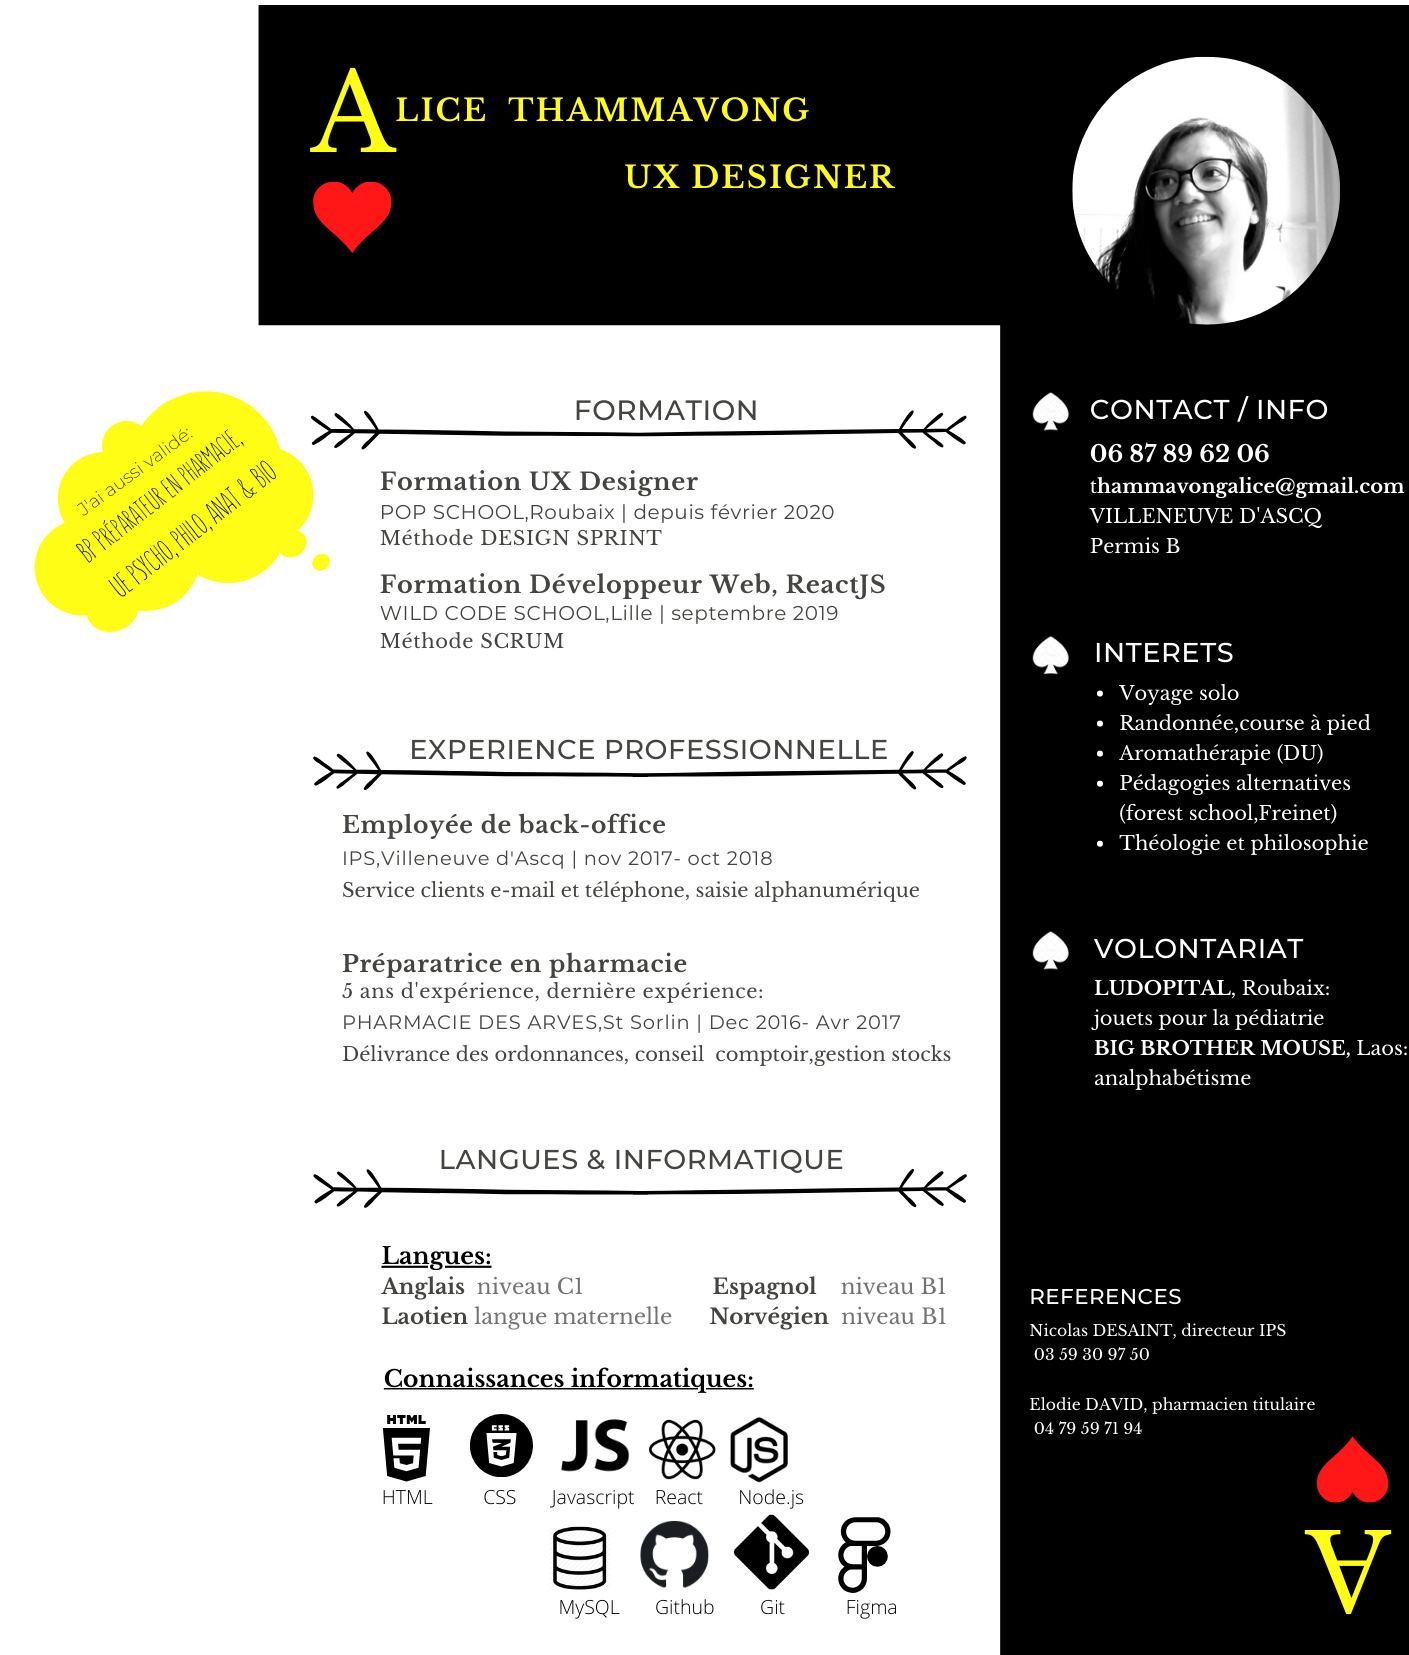 ALICE THAMMAVONG
UX DESIGNER
J'ai aussi validé:
BP PRÉPARATEUR EN PHARMACIE,
UE PSYCHO, PHILO, ANAT & BIO
FORMATION
Formation UX Designer
POP SCHOOL,Roubaix | depuis février 2020
Méthode DESIGN SPRINT
Formation Développeur Web, ReactJS
WILD CODE SCHOOL,Lille | septembre 2019
Méthode SCRUM
EXPERIENCE PROFESSIONNELLE
Employée de back-office
IPS,Villeneuve d'Ascq | nov 2017- oct 2018
Service clients e-mail et téléphone, saisie alphanumérique
Préparatrice en pharmacie
5 ans d'expérience, dernière expérience:
PHARMACIE DES ARVES,St Sorlin | Dec 2016- Avr 2017
Délivrance des ordonnances, conseil  comptoir,gestion stocks
LANGUES & INFORMATIQUE
Langues:
Anglais  niveau C1 Espagnol niveau B1
Laotien langue maternelle Norvégien niveau B1
Connaissances informatiques:
HTML
5
CSS
3
JS
JS
HTML CSS Javascript React Node.js
MySQL Github Git Figma
CONTACT / INFO
06 87 89 62 06
thammavongalice@gmail.com
VILLENEUVE D'ASCQ
Permis B
INTERETS
• Voyage solo
• Randonnée,course à pied
• Aromathérapie (DU)
• Pédagogies alternatives
(forest school,Freinet)
• Théologie et philosophie
VOLONTARIAT
LUDOPITAL, Roubaix:
jouets pour la pédiatrie
BIG BROTHER MOUSE, Laos:
analphabétisme
REFERENCES
Nicolas DESAINT, directeur IPS
03 59 30 97 50
Elodie DAVID, pharmacien titulaire
04 79 59 71 94
A